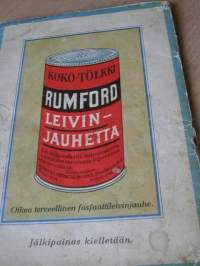 KOKO-TÖLKKI
RUMFORD
LEIVIN-
JAUHETTA
Oikea terveellinen fosfaattileivinjauhe.
Jälkipainos kielletään.